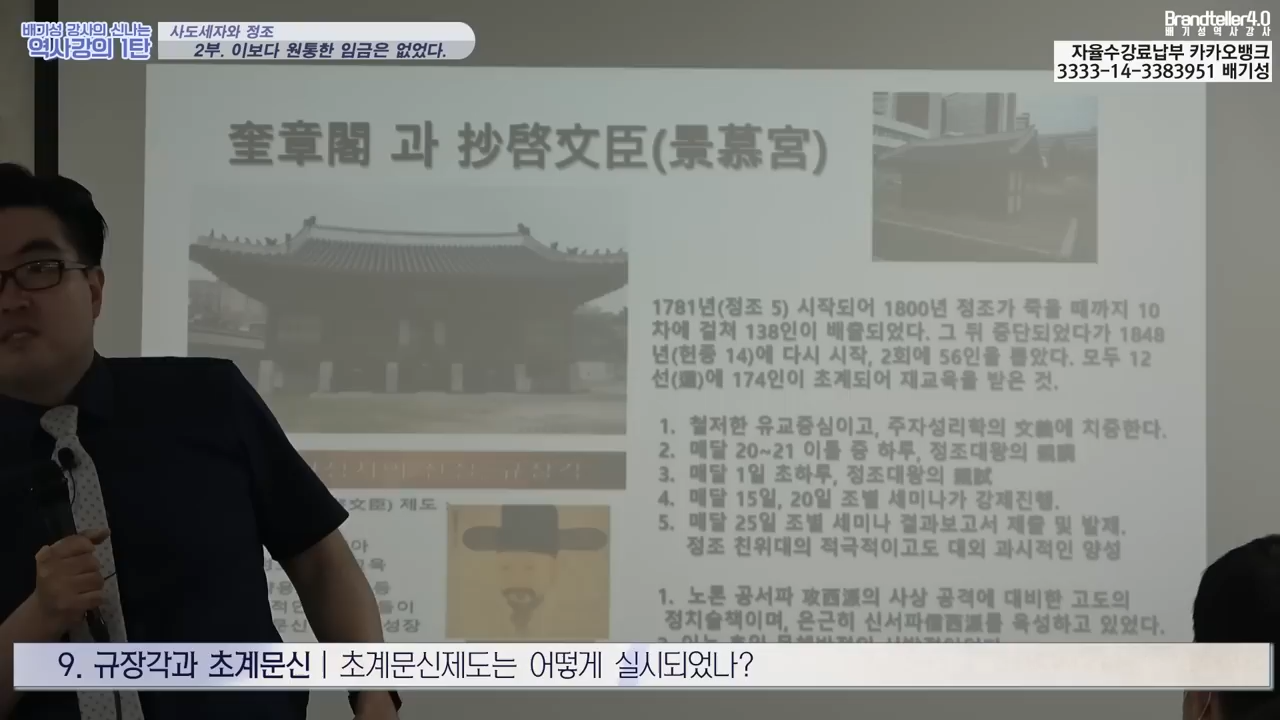 배기성 강사의 신나는
역사강의 1탄
사도세자와 정조
2부. 이보다 원통한 임금은 없었다.
Brandteller4.0
배기성역사강사
자율수강료납부 카카오뱅크
3333-14-3383951 배기성
奎章閣 과 抄啓文臣(景慕宮)
1781년(정조 5) 시작되어 1800년 정조가 죽을 때까지 10
차에 걸쳐 138인이 배출되었다. 그 뒤 중단되었다가 1848
년(헌종 14)에 다시 시작, 2회에 56인을 뽑았다. 모두 12
선(選)에 174인이 초계되어 재교육을 받은 것.
1. 철저한 유교중심이고, 주자성리학의 文義에 치중한다.
2. 매달 20~21 이틀 중 하루, 정조대왕의
3. 매달 1일 초하루, 정조대왕의 親試
4. 매달 15일, 20일 조별 세미나가 강제진행.
5. 매달 25일 조별 세미나 결과보고서 제출 및 발제.
정조 친위대의 적극적이고도 대외 과시적인 양성
文臣) 제도 :
성장
1. 노론 공서파 攻西派의 사상 공격에 대비한 고도의
정치술책이며, 은근히 신서파信西派를 육성하고 있었다.
9. 규장각과 초계문신 | 초계문신제도는 어떻게 실시되었나?